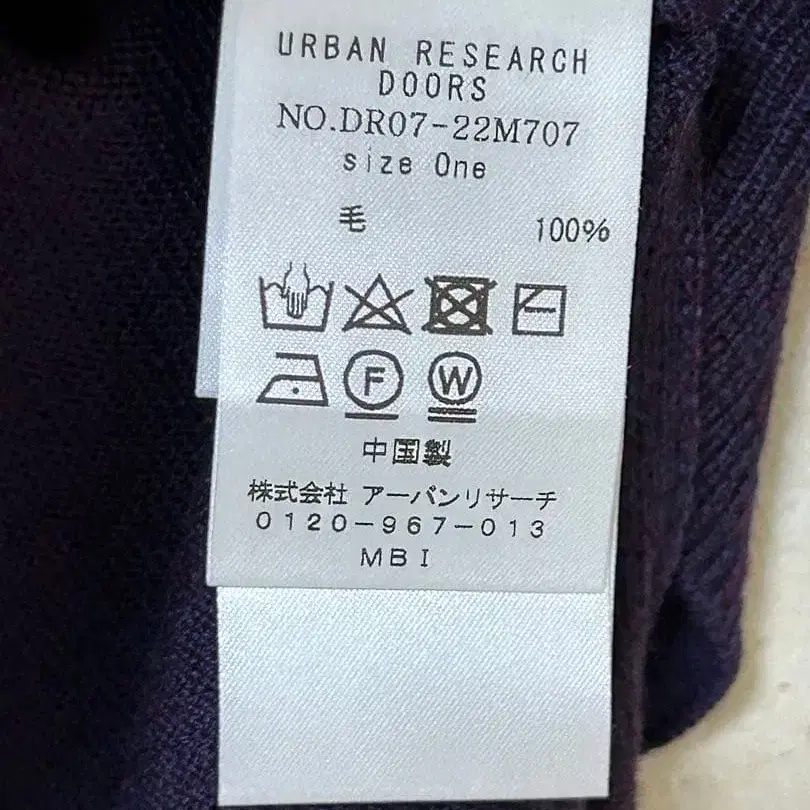 URBAN RESEARCH
DOORS
NO.DR07-22M707
size One
毛 100%
F W
中国製
株式会社 アーバンリサーチ
0120-967-013
MBI